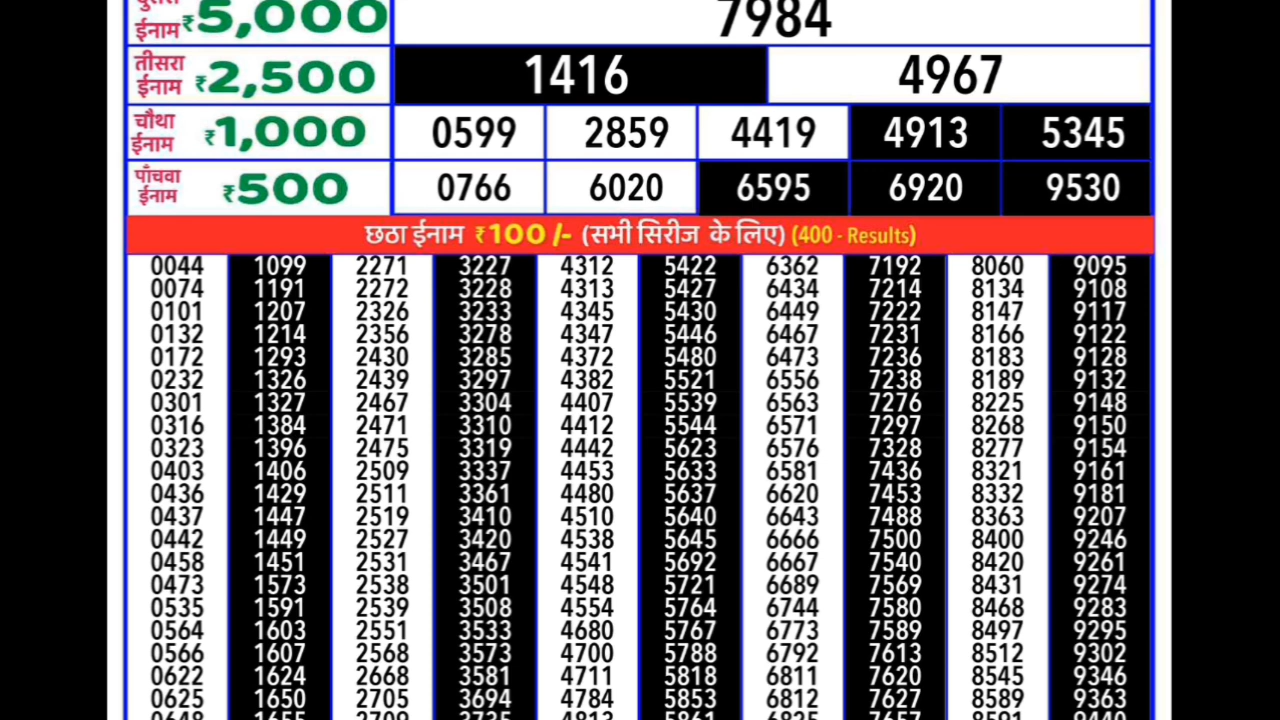 दुसरा
ईनाम ₹5,000 7984
तीसरा
ईनाम ₹2,500 1416 4967
चौथा
ईनाम ₹1,000 0599 2859 4419 4913 5345
पाँचवा
ईनाम ₹500 0766 6020 6595 6920 9530
छठा ईनाम ₹100/- (सभी सिरीज के लिए) (400 - Results)
0044 1099 2271 3227 4312 5422 6362 7192 8060 9095
0074 1191 2272 3228 4313 5427 6434 7214 8134 9108
0101 1207 2326 3233 4345 5430 6449 7222 8147 9117
0132 1214 2356 3278 4347 5446 6467 7231 8166 9122
0172 1293 2430 3285 4372 5480 6473 7236 8183 9128
0232 1326 2439 3297 4382 5521 6556 7238 8189 9132
0301 1327 2467 3304 4407 5539 6563 7276 8225 9148
0316 1384 2471 3310 4412 5544 6571 7297 8268 9150
0323 1396 2475 3319 4442 5623 6576 7328 8277 9154
0403 1406 2509 3337 4453 5633 6581 7436 8321 9161
0436 1429 2511 3361 4480 5637 6620 7453 8332 9181
0437 1447 2519 3410 4510 5640 6643 7488 8363 9207
0442 1449 2527 3420 4538 5645 6666 7500 8400 9246
0458 1451 2531 3467 4541 5692 6667 7540 8420 9261
0473 1573 2538 3501 4548 5721 6689 7569 8431 9274
0535 1591 2539 3508 4554 5764 6744 7580 8468 9283
0564 1603 2551 3533 4680 5767 6773 7589 8497 9295
0566 1607 2568 3573 4700 5788 6792 7613 8512 9302
0622 1624 2668 3581 4711 5818 6811 7620 8545 9346
0625 1650 2705 3694 4784 5853 6812 7627 8589 9363